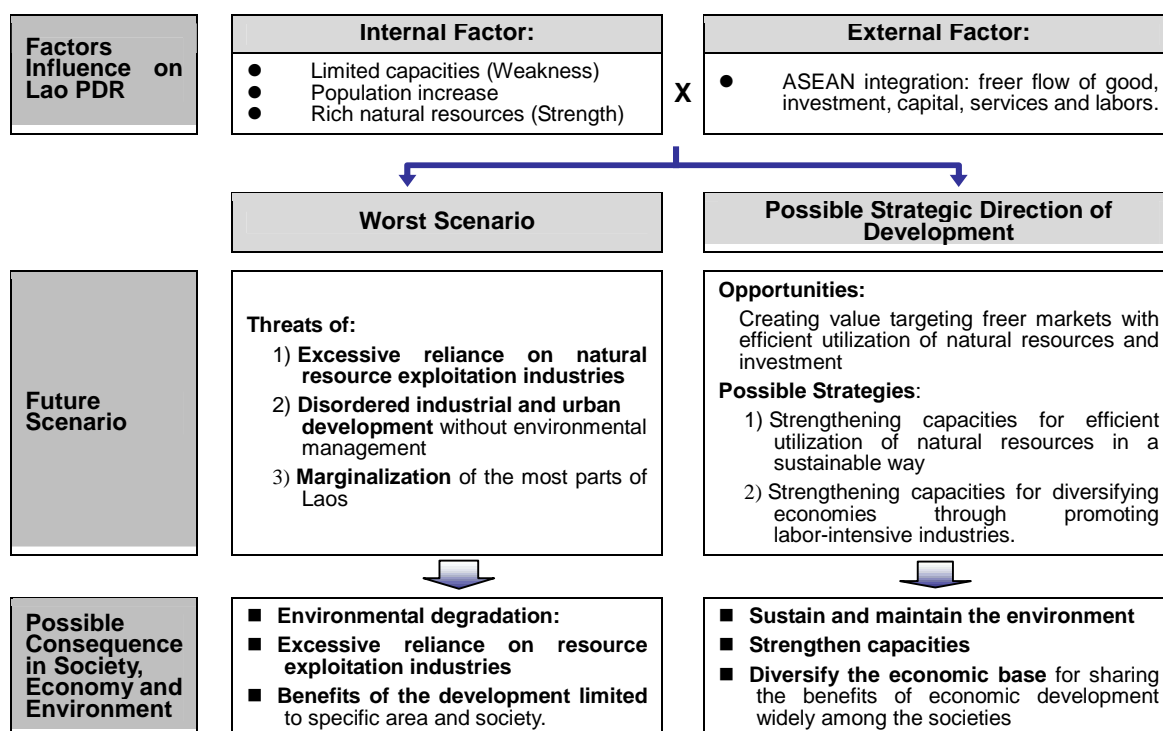 Factors
Influence on
Lao PDR
Internal Factor:
● Limited capacities (Weakness)
● Population increase
● Rich natural resources (Strength)
X
External Factor:
● ASEAN integration: freer flow of good,
investment, capital, services and labors.
Worst Scenario
Possible Strategic Direction of
Development
Future
Scenario
Threats of:
1) Excessive reliance on natural
resource exploitation industries
2) Disordered industrial and urban
development without environmental
management
3) Marginalization of the most parts of
Laos
Opportunities:
Creating value targeting freer markets with
efficient utilization of natural resources and
investment
Possible Strategies:
1) Strengthening capacities for efficient
utilization of natural resources in a
sustainable way
2) Strengthening capacities for diversifying
economies through promoting
labor-intensive industries.
Possible
Consequence
in Society,
Economy and
Environment
■ Environmental degradation:
■ Excessive reliance on resource
exploitation industries
■ Benefits of the development limited
to specific area and society.
■ Sustain and maintain the environment
■ Strengthen capacities
■ Diversify the economic base for sharing
the benefits of economic development
widely among the societies